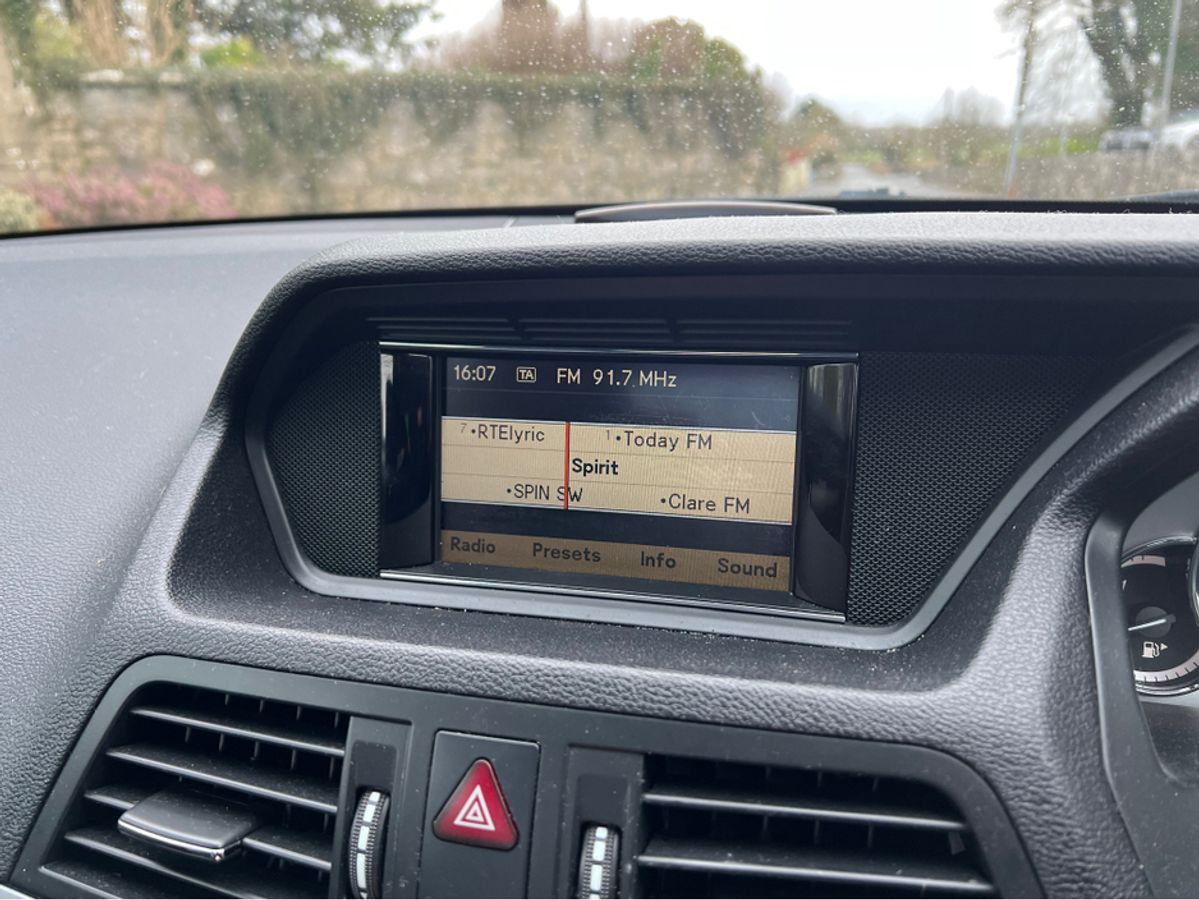 16:07 TA FM 91.7 MHz
7 •RTElyric 1 •Today FM
Spirit
•SPIN SW •Clare FM
Radio Presets Info Sound